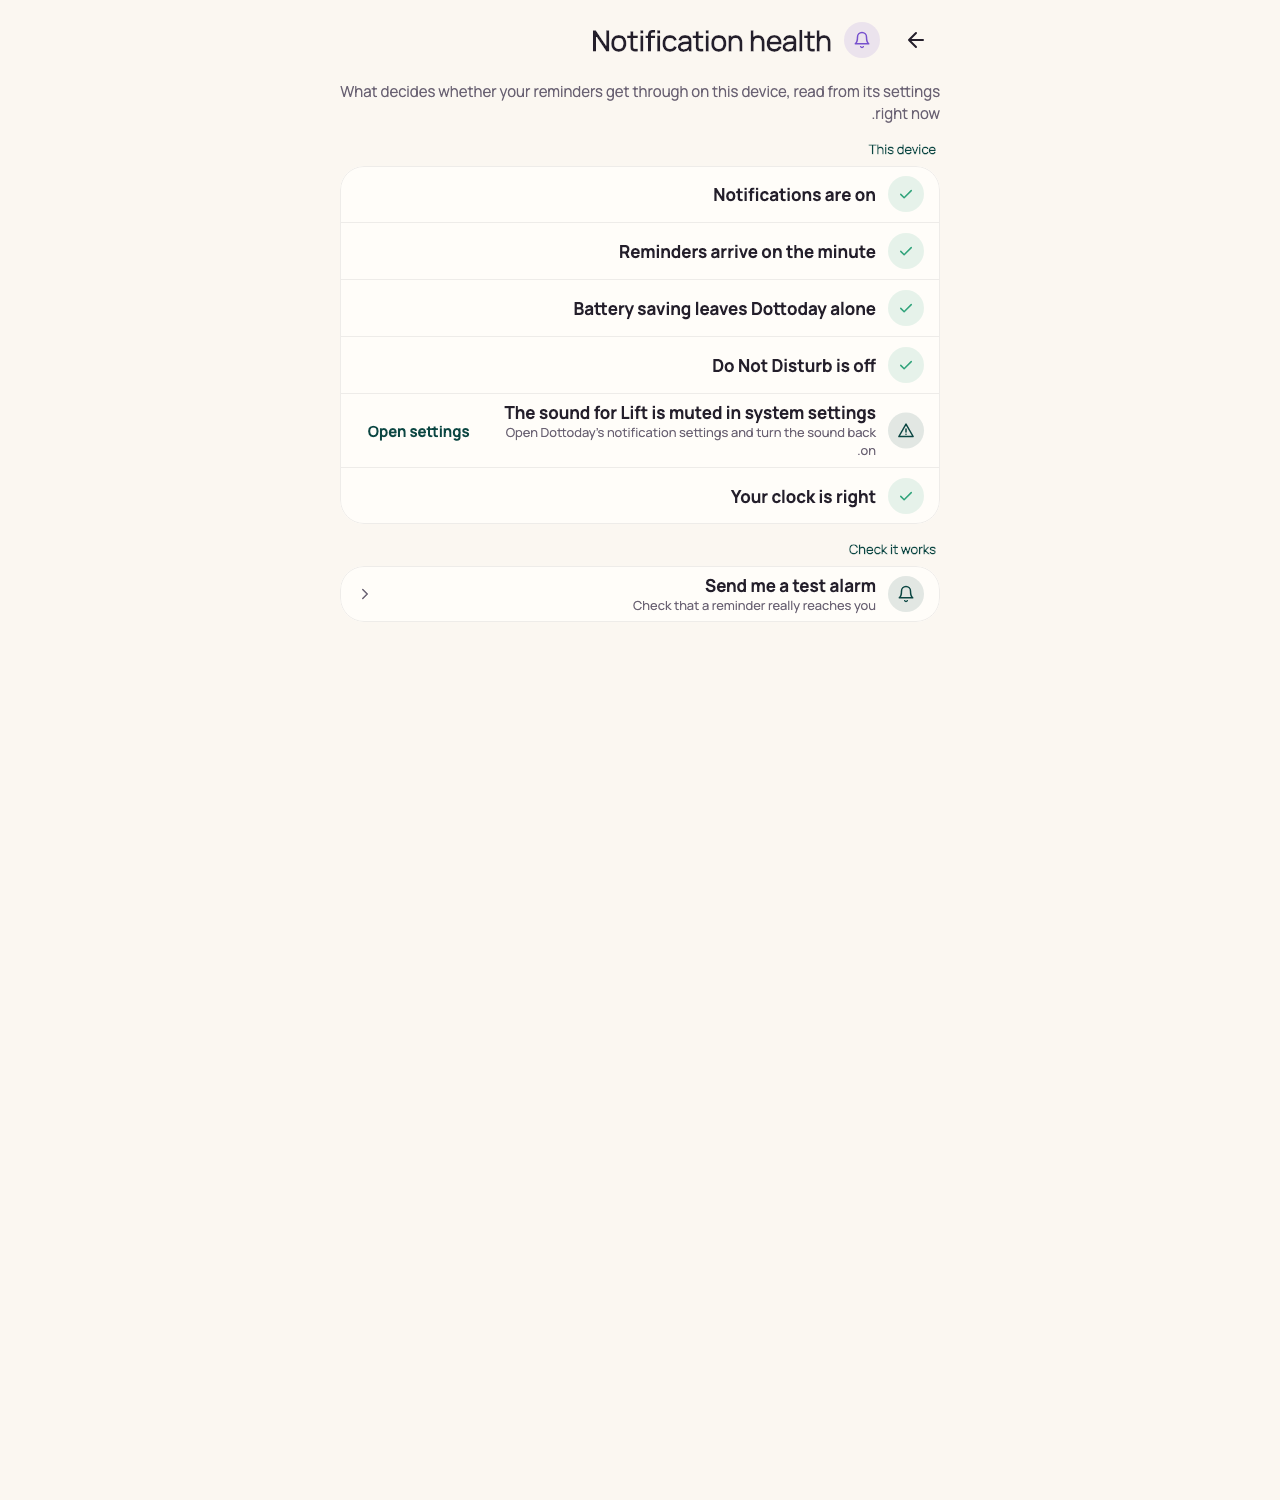 Notification health
What decides whether your reminders get through on this device, read from its settings
.right now
This device
Notifications are on
Reminders arrive on the minute
Battery saving leaves Dottoday alone
Do Not Disturb is off
The sound for Lift is muted in system settings
Open Dottoday's notification settings and turn the sound back
.on
Open settings
Your clock is right
Check it works
Send me a test alarm
Check that a reminder really reaches you